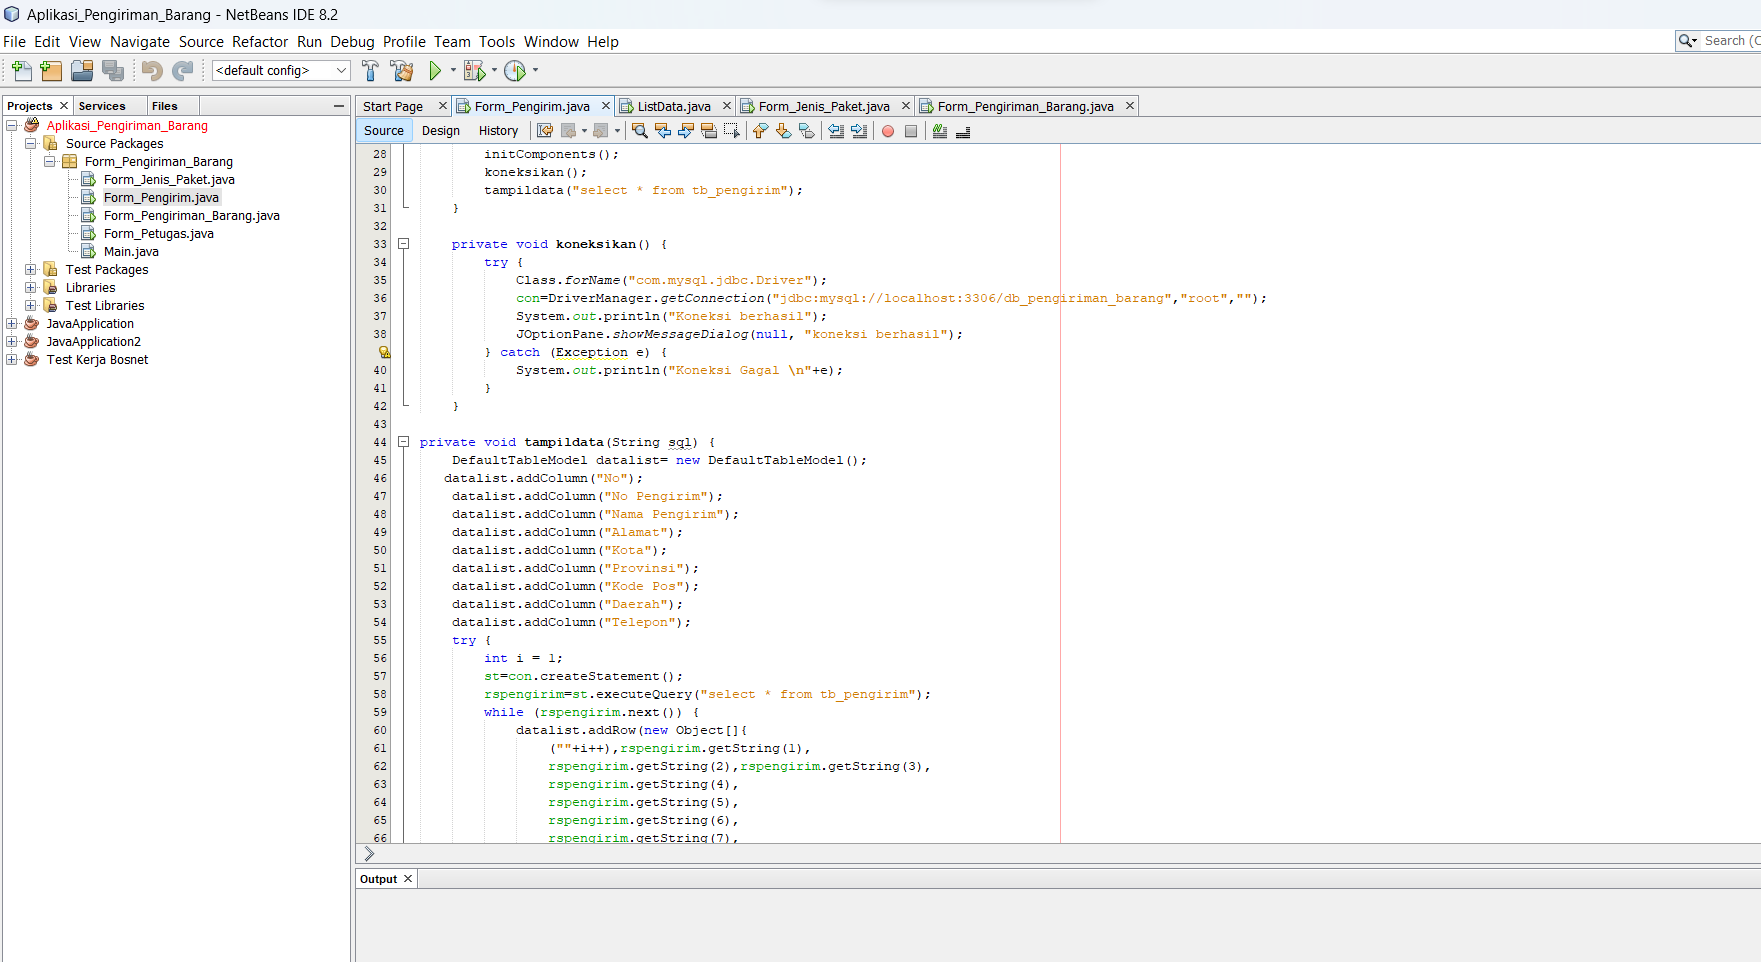 Aplikasi_Pengiriman_Barang - NetBeans IDE 8.2
File Edit View Navigate Source Refactor Run Debug Profile Team Tools Window Help
Search (C
<default config>
Projects Services Files
Aplikasi_Pengiriman_Barang
Source Packages
Form_Pengiriman_Barang
Form_Jenis_Paket.java
Form_Pengirim.java
Form_Pengiriman_Barang.java
Form_Petugas.java
Main.java
Test Packages
Libraries
Test Libraries
JavaApplication
JavaApplication2
Test Kerja Bosnet
Start Page Form_Pengirim.java ListData.java Form_Jenis_Paket.java Form_Pengiriman_Barang.java
Source Design History
28 initComponents();
29 koneksikan();
30 tampildata("select * from tb_pengirim");
31 }
32
33 private void koneksikan() {
34 try {
35 Class.forName("com.mysql.jdbc.Driver");
36 con=DriverManager.getConnection("jdbc:mysql://localhost:3306/db_pengiriman_barang","root","");
37 System.out.println("Koneksi berhasil");
38 JOptionPane.showMessageDialog(null, "koneksi berhasil");
} catch (Exception e) {
40 System.out.println("Koneksi Gagal \n"+e);
41 }
42 }
43
44 private void tampildata(String sql) {
45 DefaultTableModel datalist= new DefaultTableModel();
46 datalist.addColumn("No");
47 datalist.addColumn("No Pengirim");
48 datalist.addColumn("Nama Pengirim");
49 datalist.addColumn("Alamat");
50 datalist.addColumn("Kota");
51 datalist.addColumn("Provinsi");
52 datalist.addColumn("Kode Pos");
53 datalist.addColumn("Daerah");
54 datalist.addColumn("Telepon");
55 try {
56 int i = 1;
57 st=con.createStatement();
58 rspengirim=st.executeQuery("select * from tb_pengirim");
59 while (rspengirim.next()) {
60 datalist.addRow(new Object[]{
61 (""+i++),rspengirim.getString(1),
62 rspengirim.getString(2),rspengirim.getString(3),
63 rspengirim.getString(4),
64 rspengirim.getString(5),
65 rspengirim.getString(6),
66 rspengirim.getString(7),
Output